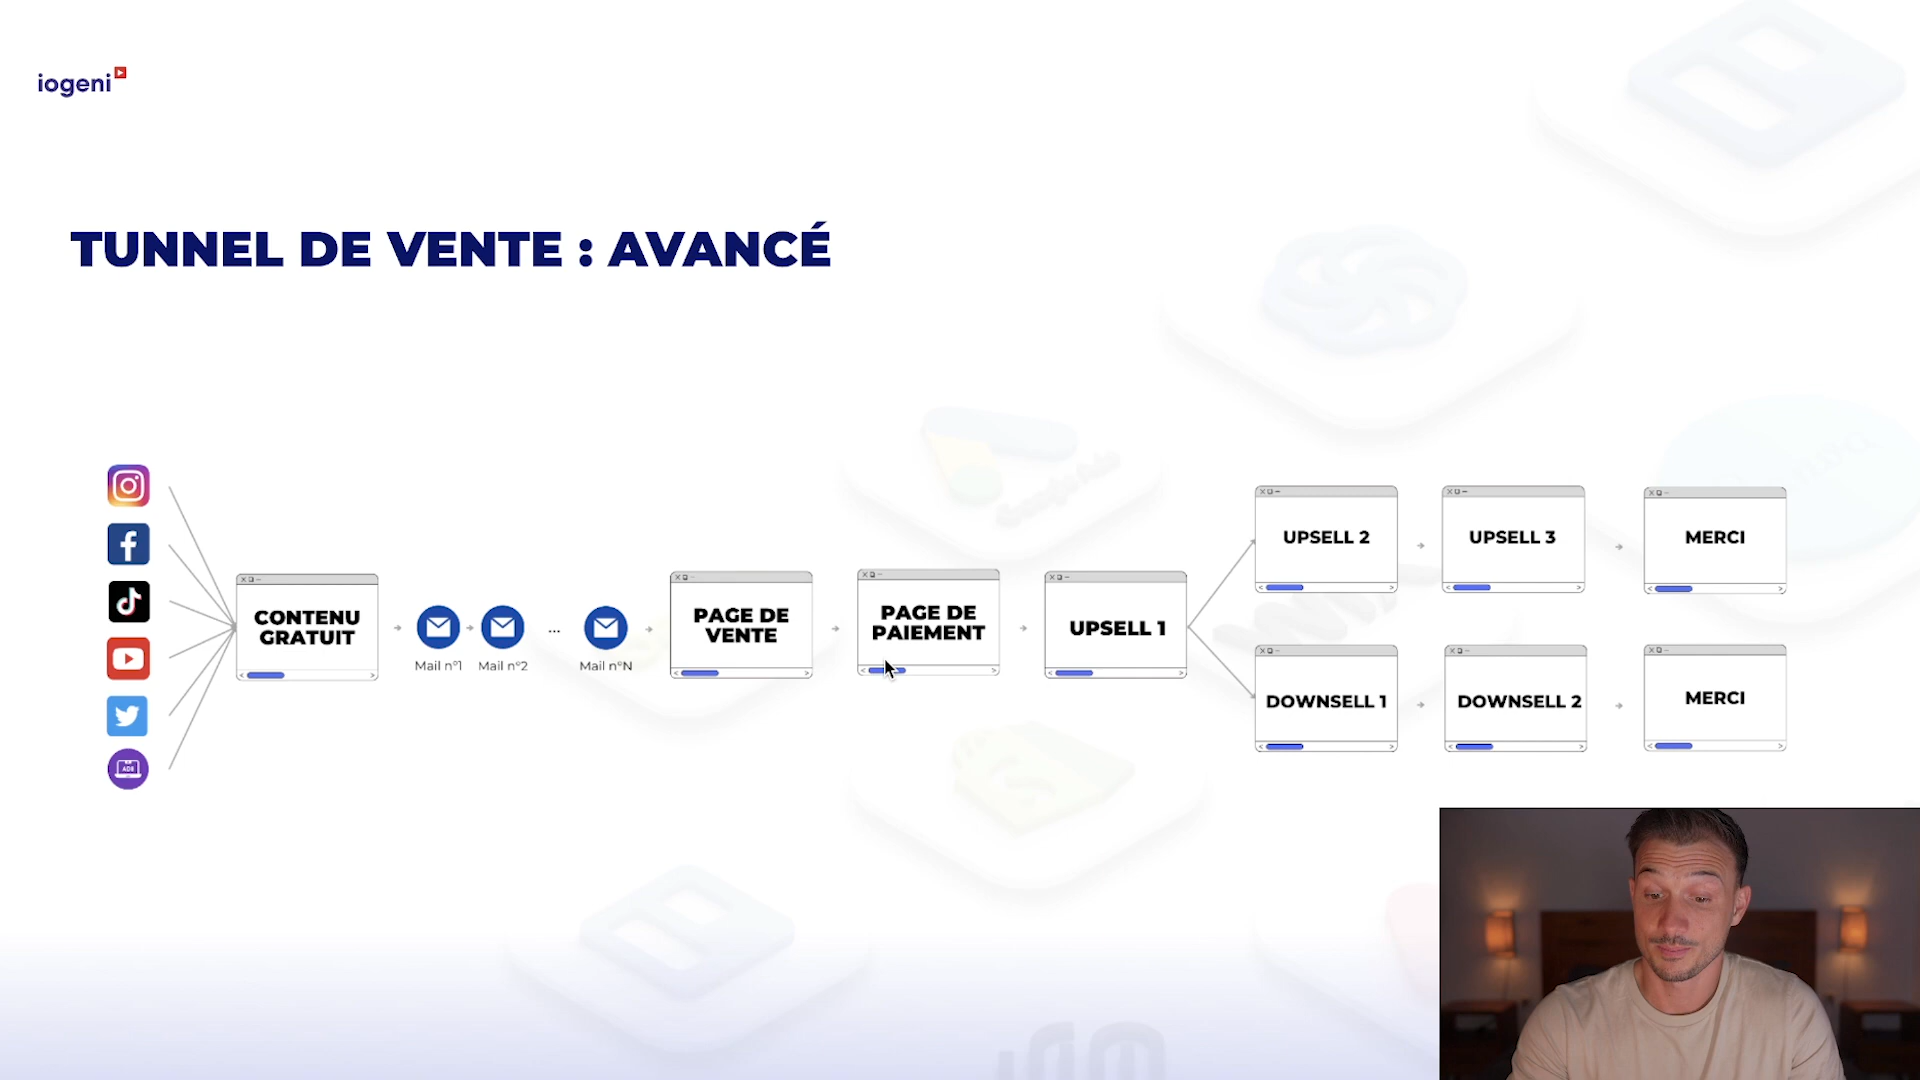 iogeni
TUNNEL DE VENTE : AVANCÉ
CONTENU
GRATUIT
Mail n°1
Mail n°2
...
Mail n°N
PAGE DE
VENTE
PAGE DE
PAIEMENT
UPSELL 1
UPSELL 2
UPSELL 3
MERCI
DOWNSELL 1
DOWNSELL 2
MERCI
ADS